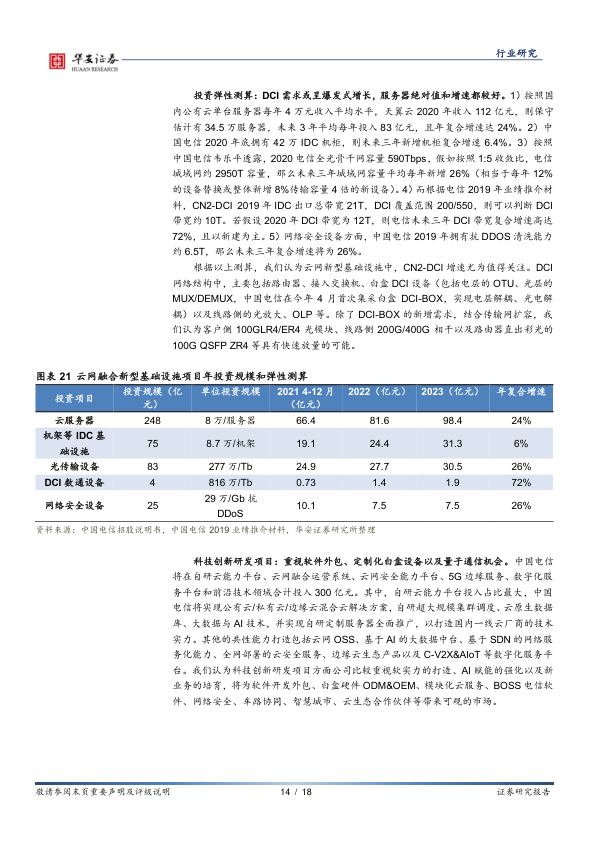 华安证券
HUAAN RESEARCH
行业研究
投资弹性测算：DCI 需求或呈爆发式增长，服务器绝对值和增速都较好。1）按照国
内公有云单台服务器每年 4 万元收入平均水平，天翼云 2020 年收入 112 亿元，则保守
估计有 34.5 万服务器，未来 3 年平均每年投入 83 亿元，且年复合增速达 24%。2）中
国电信 2020 年底拥有 42 万 IDC 机柜，则未来三年新增机柜复合增速 6.4%。3）按照
中国电信韦乐平透露，2020 电信全光骨干网容量 590Tbps，假如按照 1:5 收敛比，电信
城域网约 2950T 容量，那么未来三年城域网容量平均每年新增 26%（相当于每年 12%
的设备替换或整体新增 8%传输容量 4 倍的新设备）。4）而根据电信 2019 年业绩推介材
料，CN2-DCI 2019 年 IDC 出口总带宽 21T，DCI 覆盖范围 200/550，则可以判断 DCI
带宽约 10T。若假设 2020 年 DCI 带宽为 12T，则电信未来三年 DCI 带宽复合增速高达
72%，且以新建为主。5）网络安全设备方面，中国电信 2019 年拥有抗 DDOS 清洗能力
约 6.5T，那么未来三年复合增速将为 26%。
根据以上测算，我们认为云网新型基础设施中，CN2-DCI 增速尤为值得关注。DCI
网络结构中，主要包括路由器、接入交换机、白盒 DCI 设备（包括电层的 OTU、光层的
MUX/DEMUX，中国电信在今年 4 月首次集采白盒 DCI-BOX，实现电层解耦、光电解
耦）以及线路侧的光放大、OLP 等。除了 DCI-BOX 的新增需求，结合传输网扩容，我
们认为客户侧 100GLR4/ER4 光模块、线路侧 200G/400G 相干以及路由器直出彩光的
100G QSFP ZR4 等具有快速放量的可能。
图表 21 云网融合新型基础设施项目年投资规模和弹性测算
投资项目 投资规模（亿元） 单位投资规模 2021 4-12 月（亿元） 2022（亿元） 2023（亿元） 年复合增速
云服务器 248 8 万/服务器 66.4 81.6 98.4 24%
机架等 IDC 基础设施 75 8.7 万/机架 19.1 24.4 31.3 6%
光传输设备 83 277 万/Tb 24.9 27.7 30.5 26%
DCI 数通设备 4 816 万/Tb 0.73 1.4 1.9 72%
网络安全设备 25 29 万/Gb 抗 DDoS 10.1 7.5 7.5 26%
资料来源：中国电信招股说明书，中国电信 2019 业绩推介材料，华安证券研究所整理
科技创新研发项目：重视软件外包、定制化白盒设备以及量子通信机会。中国电信
将在自研云能力平台、云网融合运营系统、云网安全能力平台、5G 边缘服务、数字化服
务平台和前沿技术领域合计投入 300 亿元。其中，自研云能力平台投入占比最大，中国
电信将实现公有云/私有云/边缘云混合云解决方案，自研超大规模集群调度、云原生数据
库、大数据与 AI 技术，并实现自研定制服务器全面推广，以打造国内一线云厂商的技术
实力。其他的共性能力打造包括云网 OSS、基于 AI 的大数据中台、基于 SDN 的网络服
务化能力、全网部署的云安全服务、边缘云生态产品以及 C-V2X&AIoT 等数字化服务平
台。我们认为科技创新研发项目方面公司比较重视软实力的打造、AI 赋能的强化以及新
业务的培育，将为软件开发外包、白盒硬件 ODM&OEM、模块化云服务、BOSS 电信软
件、网络安全、车路协同、智慧城市、云生态合作伙伴等带来可观的市场。
敬请参阅末页重要声明及评级说明
14 / 18
证券研究报告